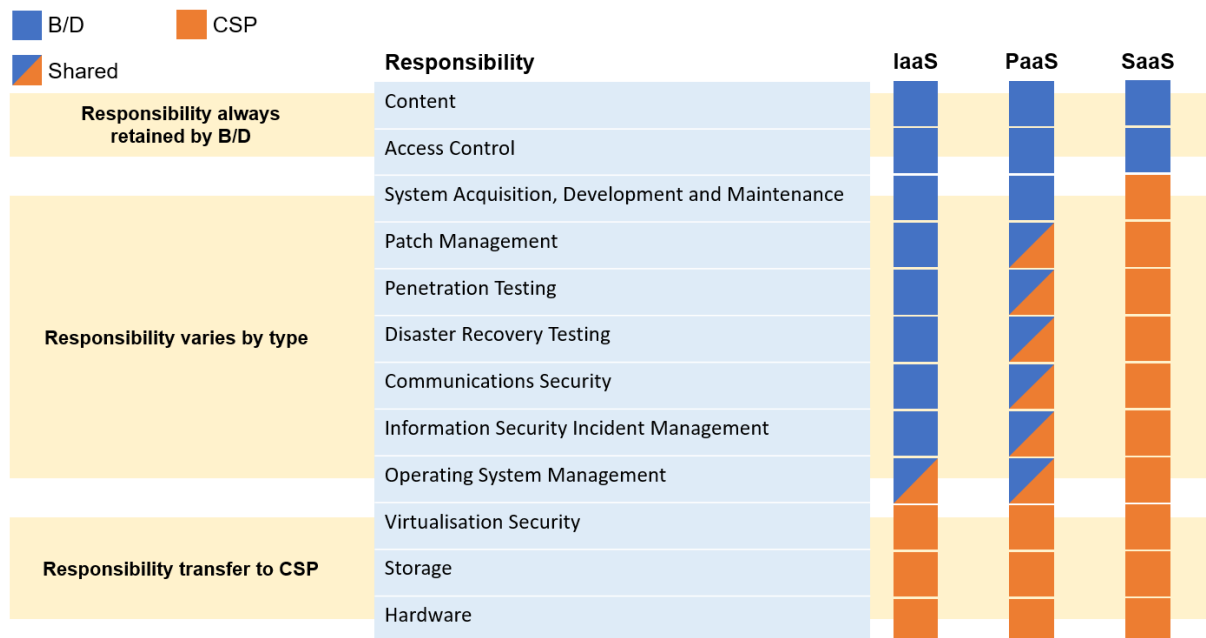 B/D
CSP
Shared
Responsibility
IaaS
PaaS
SaaS
Responsibility always
retained by B/D
Content
Access Control
Responsibility varies by type
System Acquisition, Development and Maintenance
Patch Management
Penetration Testing
Disaster Recovery Testing
Communications Security
Information Security Incident Management
Operating System Management
Responsibility transfer to CSP
Virtualisation Security
Storage
Hardware